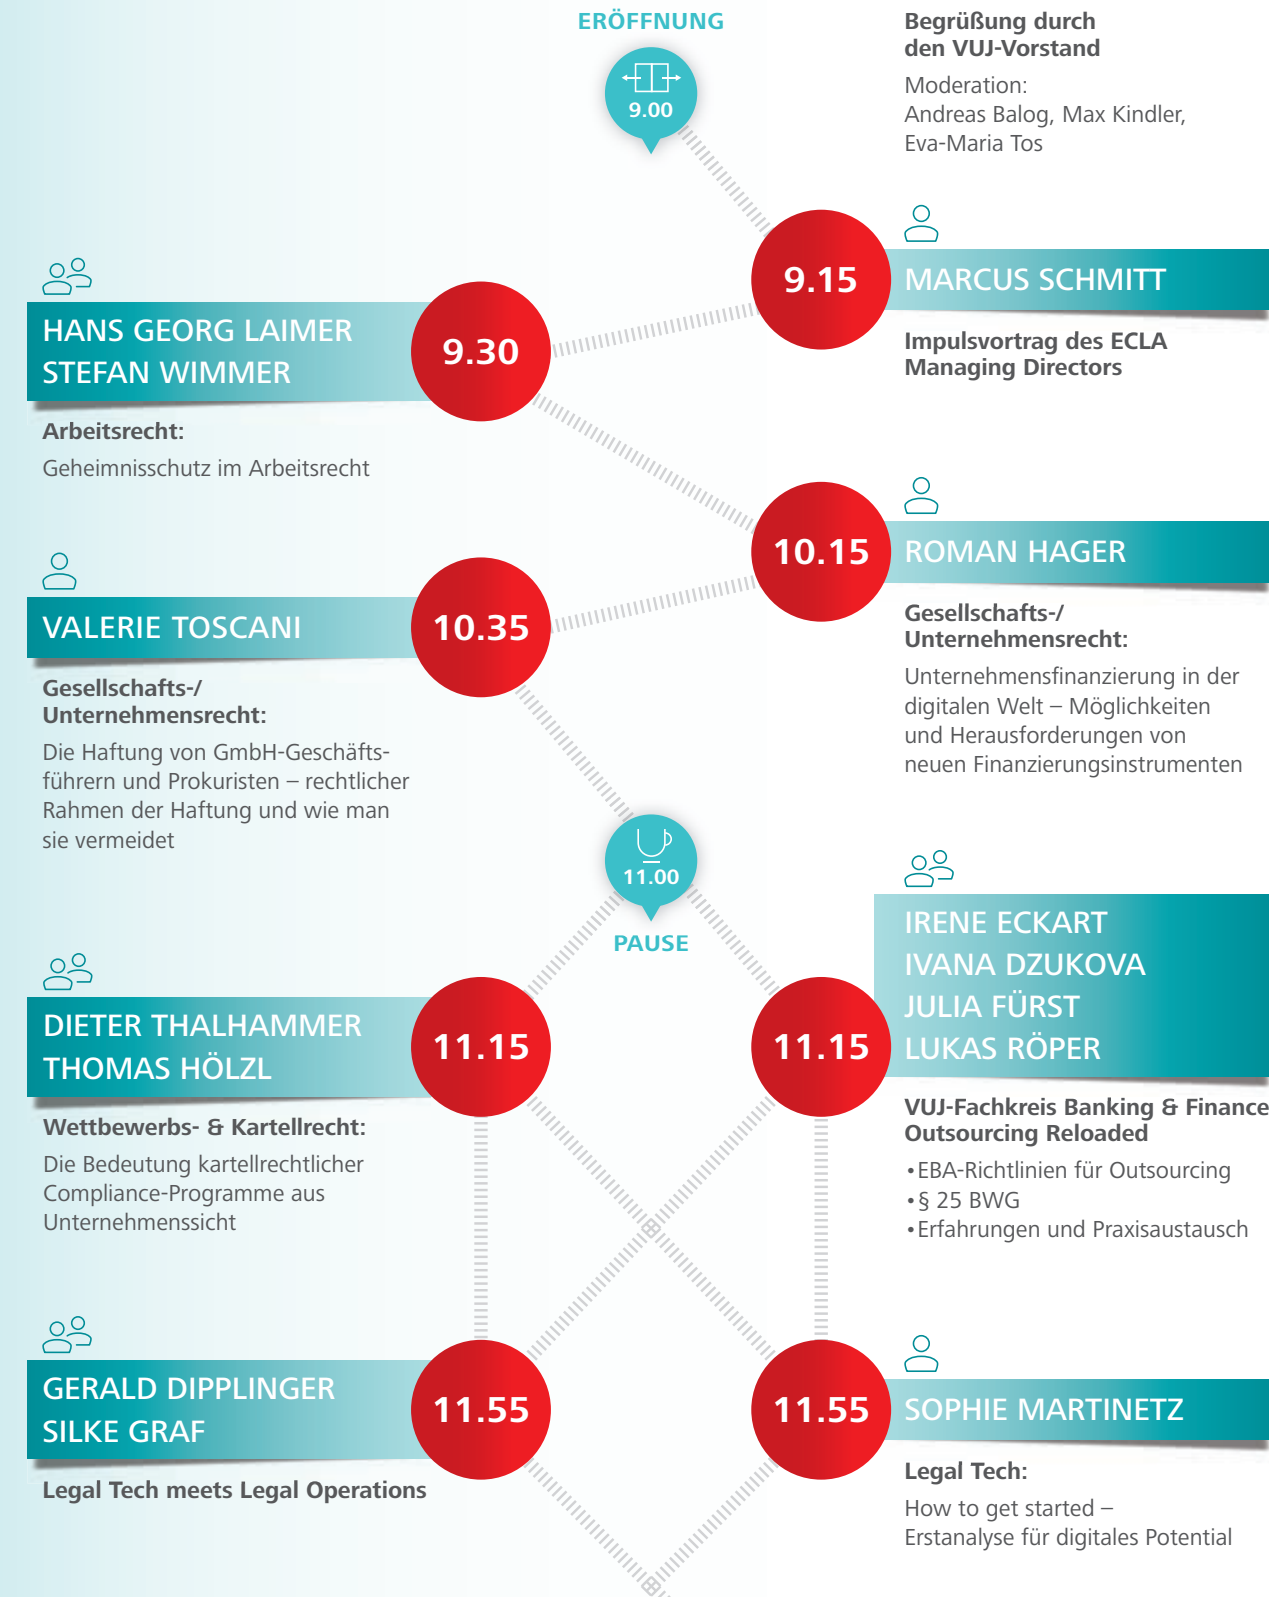 ERÖFFNUNG
9.00
Begrüßung durch
den VUJ-Vorstand
Moderation:
Andreas Balog, Max Kindler,
Eva-Maria Tos
9.15
MARCUS SCHMITT
Impulsvortrag des ECLA
Managing Directors
HANS GEORG LAIMER
STEFAN WIMMER
9.30
Arbeitsrecht:
Geheimnisschutz im Arbeitsrecht
10.15
ROMAN HAGER
Gesellschafts-/
Unternehmensrecht:
Unternehmensfinanzierung in der
digitalen Welt – Möglichkeiten
und Herausforderungen von
neuen Finanzierungsinstrumenten
VALERIE TOSCANI
10.35
Gesellschafts-/
Unternehmensrecht:
Die Haftung von GmbH-Geschäfts-
führern und Prokuristen – rechtlicher
Rahmen der Haftung und wie man
sie vermeidet
11.00
PAUSE
DIETER THALHAMMER
THOMAS HÖLZL
11.15
Wettbewerbs- & Kartellrecht:
Die Bedeutung kartellrechtlicher
Compliance-Programme aus
Unternehmenssicht
11.15
IRENE ECKART
IVANA DZUKOVA
JULIA FÜRST
LUKAS RÖPER
VUJ-Fachkreis Banking & Finance
Outsourcing Reloaded
•EBA-Richtlinien für Outsourcing
•§ 25 BWG
•Erfahrungen und Praxisaustausch
GERALD DIPPLINGER
SILKE GRAF
11.55
Legal Tech meets Legal Operations
11.55
SOPHIE MARTINETZ
Legal Tech:
How to get started –
Erstanalyse für digitales Potential